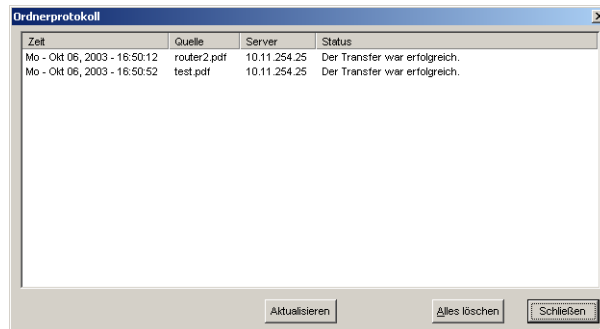 Ordnerprotokoll
Zeit Quelle Server Status
Mo - Okt 06, 2003 - 16:50:12 router2.pdf 10.11.254.25 Der Transfer war erfolgreich.
Mo - Okt 06, 2003 - 16:50:52 test.pdf 10.11.254.25 Der Transfer war erfolgreich.
Aktualisieren Alles löschen Schließen